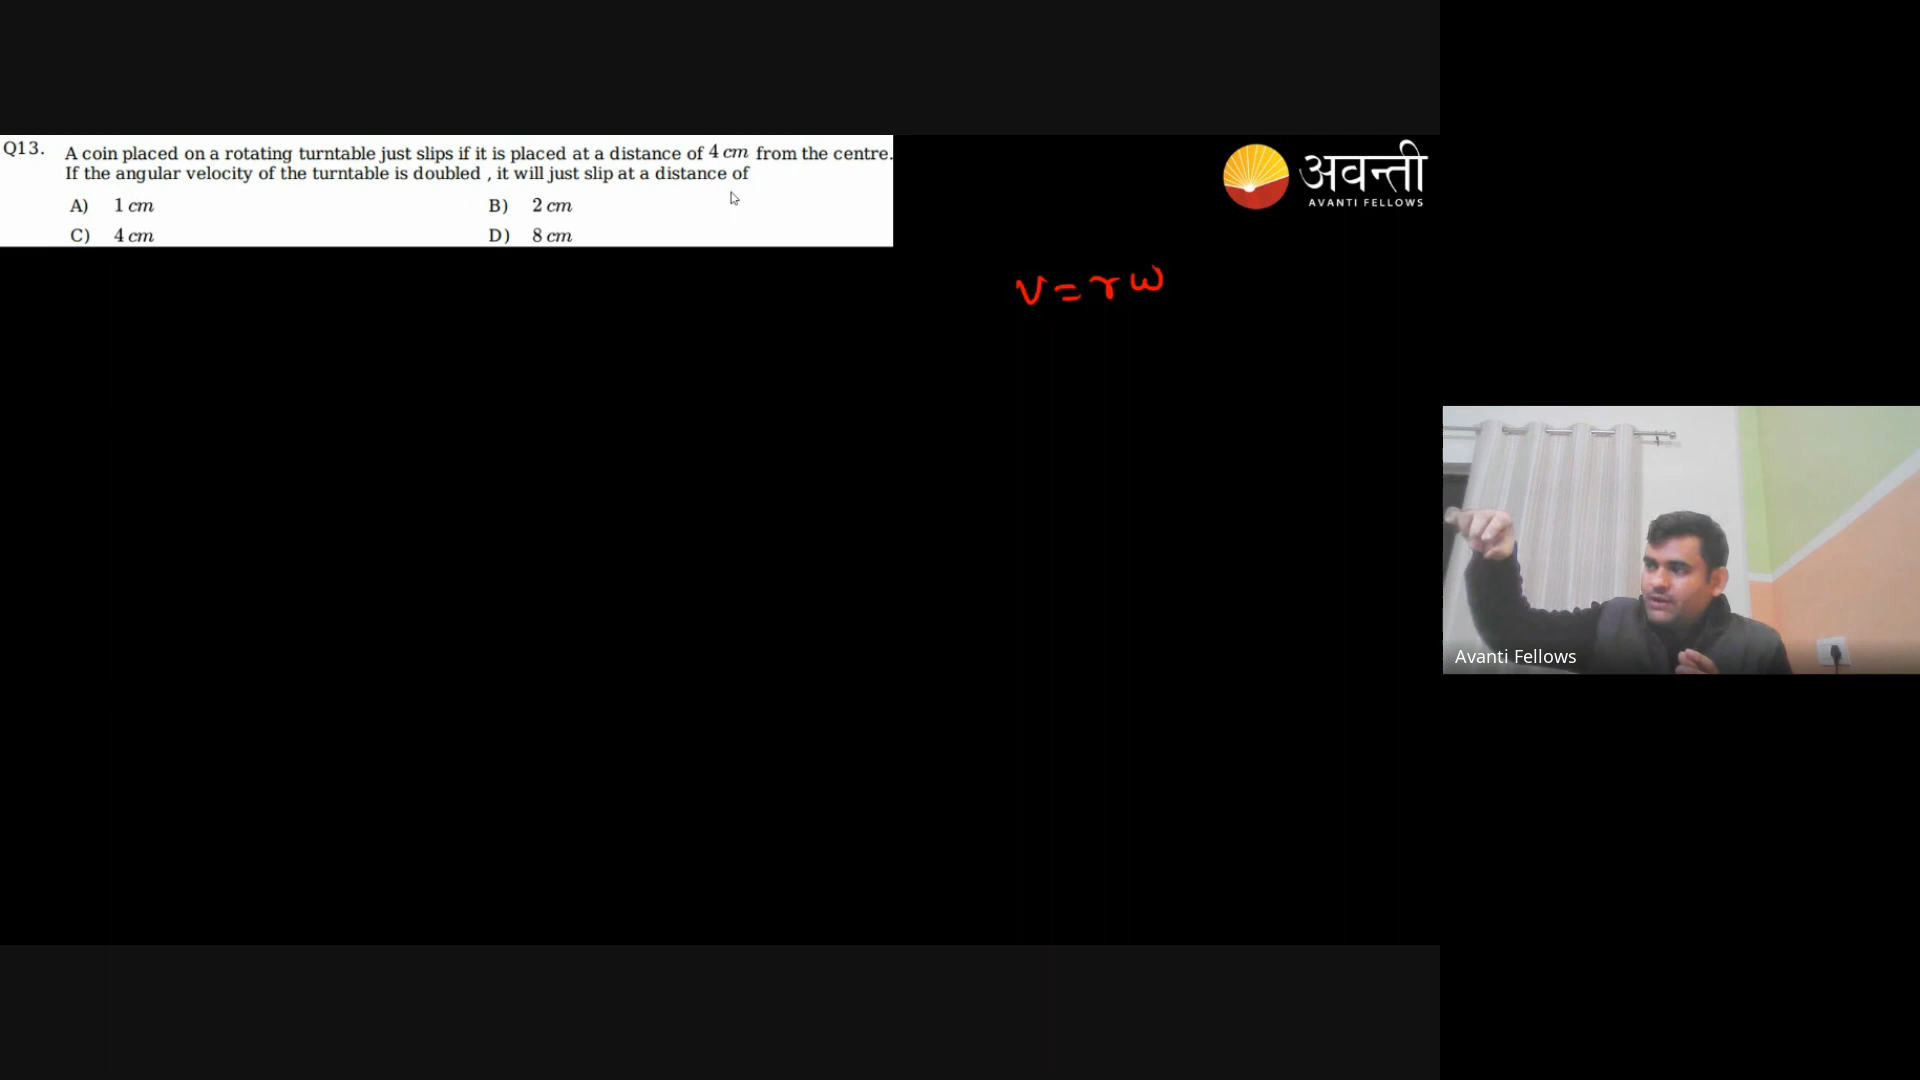 Q13. A coin placed on a rotating turntable just slips if it is placed at a distance of 4 cm from the centre.
If the angular velocity of the turntable is doubled , it will just slip at a distance of
A) 1 cm B) 2 cm
C) 4 cm D) 8 cm
अवन्ती
AVANTI FELLOWS
v = r ω
Avanti Fellows